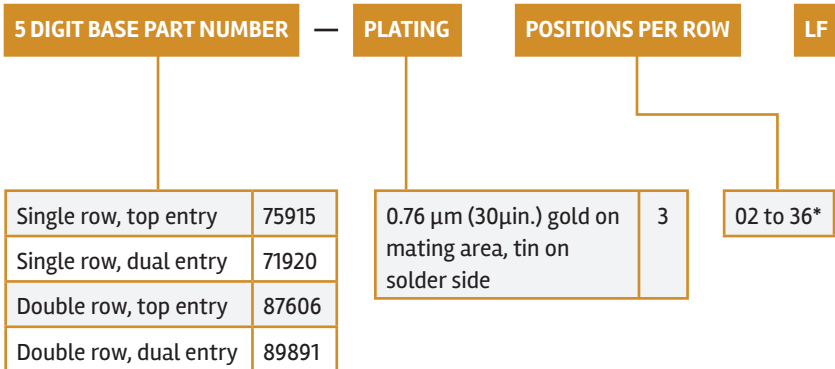 5 DIGIT BASE PART NUMBER — PLATING POSITIONS PER ROW LF
Single row, top entry 75915
Single row, dual entry 71920
Double row, top entry 87606
Double row, dual entry 89891
0.76 µm (30µin.) gold on 3
mating area, tin on
solder side
02 to 36*